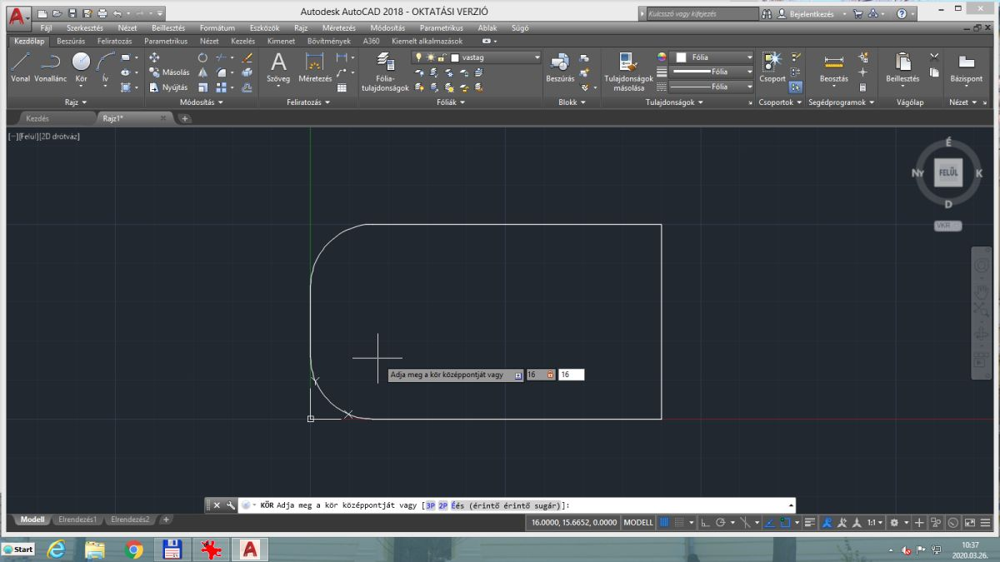 Autodesk AutoCAD 2018 - OKTATÁSI VERZIÓ
Kulcsszó vagy kifejezés
Bejelentkezés
Fájl Szerkesztés Nézet Beillesztés Formátum Eszközök Rajz Méretezés Módosítás Parametrikus Ablak Súgó
Kezdőlap Beszúrás Feliratozás Parametrikus Nézet Kezelés Kimenet Bővítmények A360 Kiemelt alkalmazások
Vonal Vonallánc Kör Ív
Másolás
Nyújtás
Szöveg Méretezés
Fólia-
tulajdonságok
vastag
Beszúrás
Tulajdonságok
másolása
Fólia
Fólia
Fólia
Csoport
Beosztás
Beillesztés
Bázispont
Rajz Módosítás Feliratozás Fóliák Blokk Tulajdonságok Csoportok Segédprogramok Vágólap Nézet
Kezdés Rajz1*
[−][Felül][2D drótváz]
É
Ny FELÜL K
D
VKR
Adja meg a kör középpontját vagy 16 16
KÖR Adja meg a kör középpontját vagy [3P 2P Éés (érintő érintő sugár)]:
Modell Elrendezés1 Elrendezés2 +
16.0000, 15.6652, 0.0000 MODELL 1:1
Start
10:37
2020.03.26.